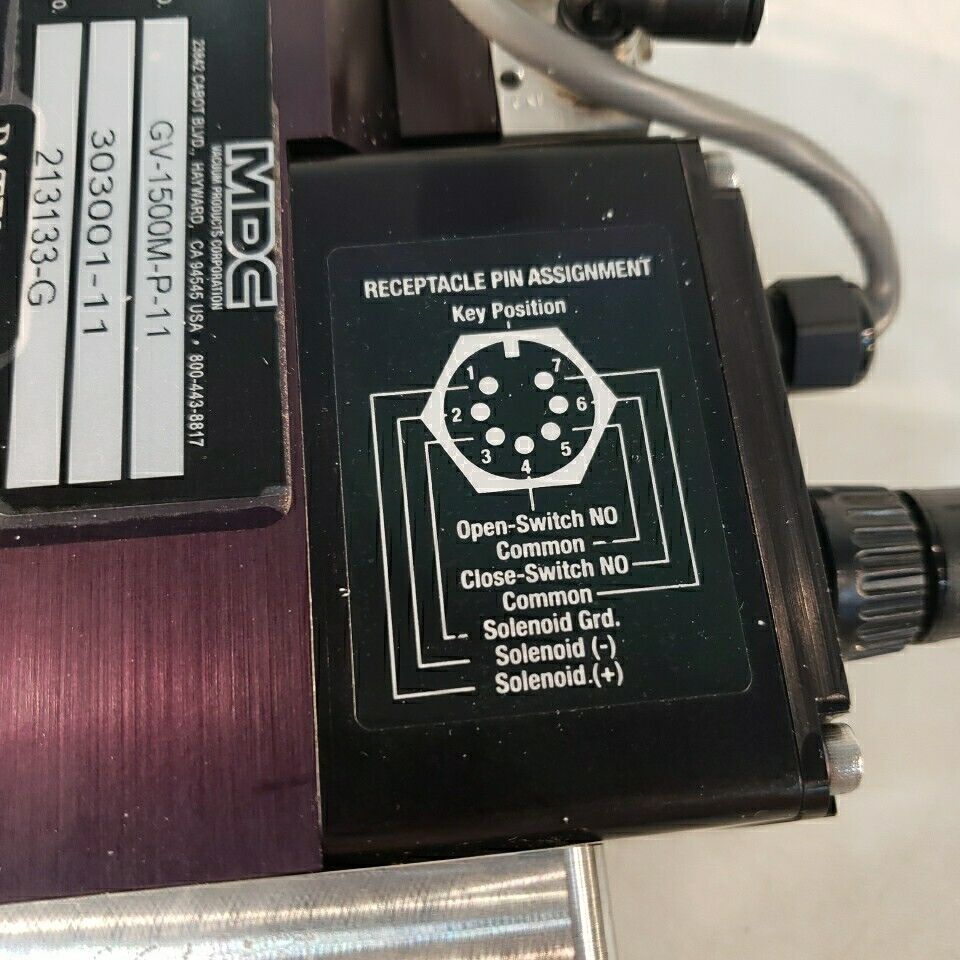 MDC
VACUUM PRODUCTS CORPORATION
23842 CABOT BLVD., HAYWARD, CA 94545 USA • 800-443-8817
GV-1500M-P-11
303001-11
213133-G
RECEPTACLE PIN ASSIGNMENT
Key Position
1
7
2
6
3
5
4
Open-Switch NO
Common
Close-Switch NO
Common
Solenoid Grd.
Solenoid (-)
Solenoid.(+)